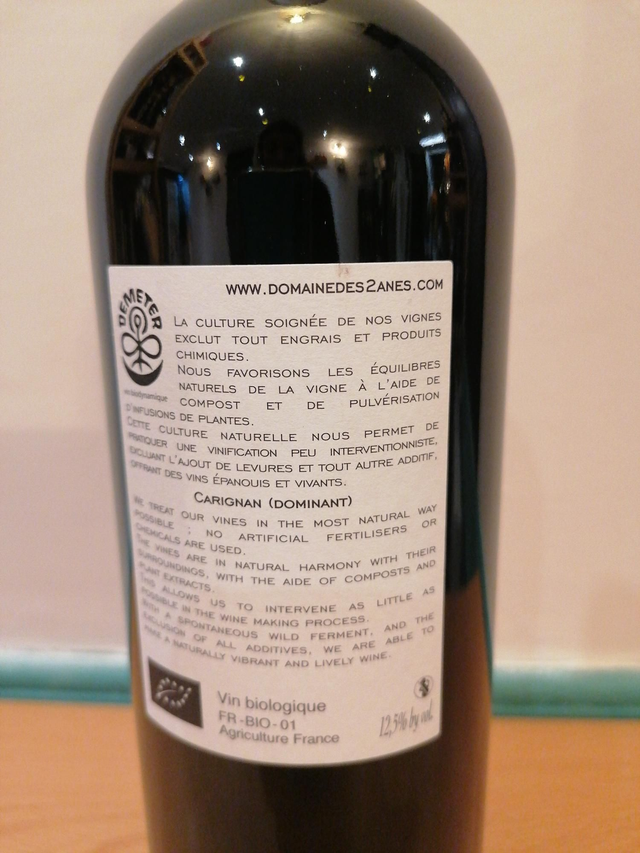 WWW.DOMAINEDES2ANES.COM
DEMETER
LA CULTURE SOIGNÉE DE NOS VIGNES
EXCLUT TOUT ENGRAIS ET PRODUITS
CHIMIQUES.
NOUS FAVORISONS LES ÉQUILIBRES
NATURELS DE LA VIGNE À L'AIDE DE
vin biodynamique
COMPOST ET DE PULVÉRISATION
D'INFUSIONS DE PLANTES.
CETTE CULTURE NATURELLE NOUS PERMET DE
PRATIQUER UNE VINIFICATION PEU INTERVENTIONNISTE,
EXCLUANT L'AJOUT DE LEVURES ET TOUT AUTRE ADDITIF,
OFFRANT DES VINS ÉPANOUIS ET VIVANTS.
CARIGNAN (DOMINANT)
WE TREAT OUR VINES IN THE MOST NATURAL WAY
POSSIBLE ; NO ARTIFICIAL FERTILISERS OR
CHEMICALS ARE USED.
THE VINES ARE IN NATURAL HARMONY WITH THEIR
SURROUNDINGS, WITH THE AIDE OF COMPOSTS AND
PLANT EXTRACTS.
THIS ALLOWS US TO INTERVENE AS LITTLE AS
POSSIBLE IN THE WINE MAKING PROCESS.
WITH A SPONTANEOUS WILD FERMENT, AND THE
EXCLUSION OF ALL ADDITIVES, WE ARE ABLE TO
MAKE A NATURALLY VIBRANT AND LIVELY WINE.
Vin biologique
FR-BIO-01
Agriculture France
12,5% by vol.